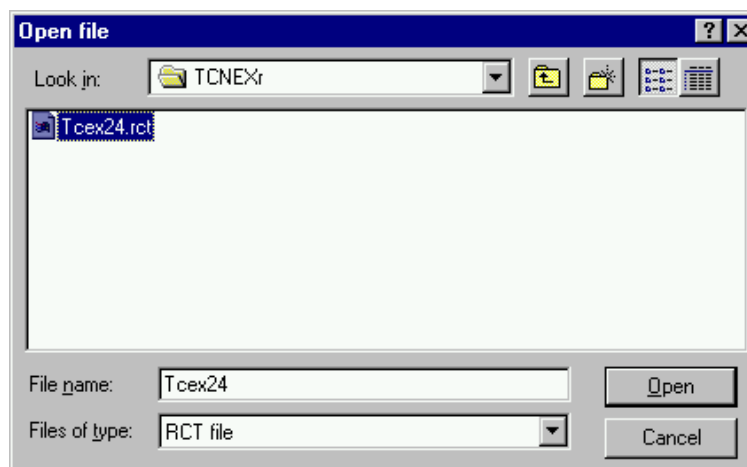 Open file
Look in: TCNEXr
Tcex24.rct
File name: Tcex24 Open
Files of type: RCT file Cancel